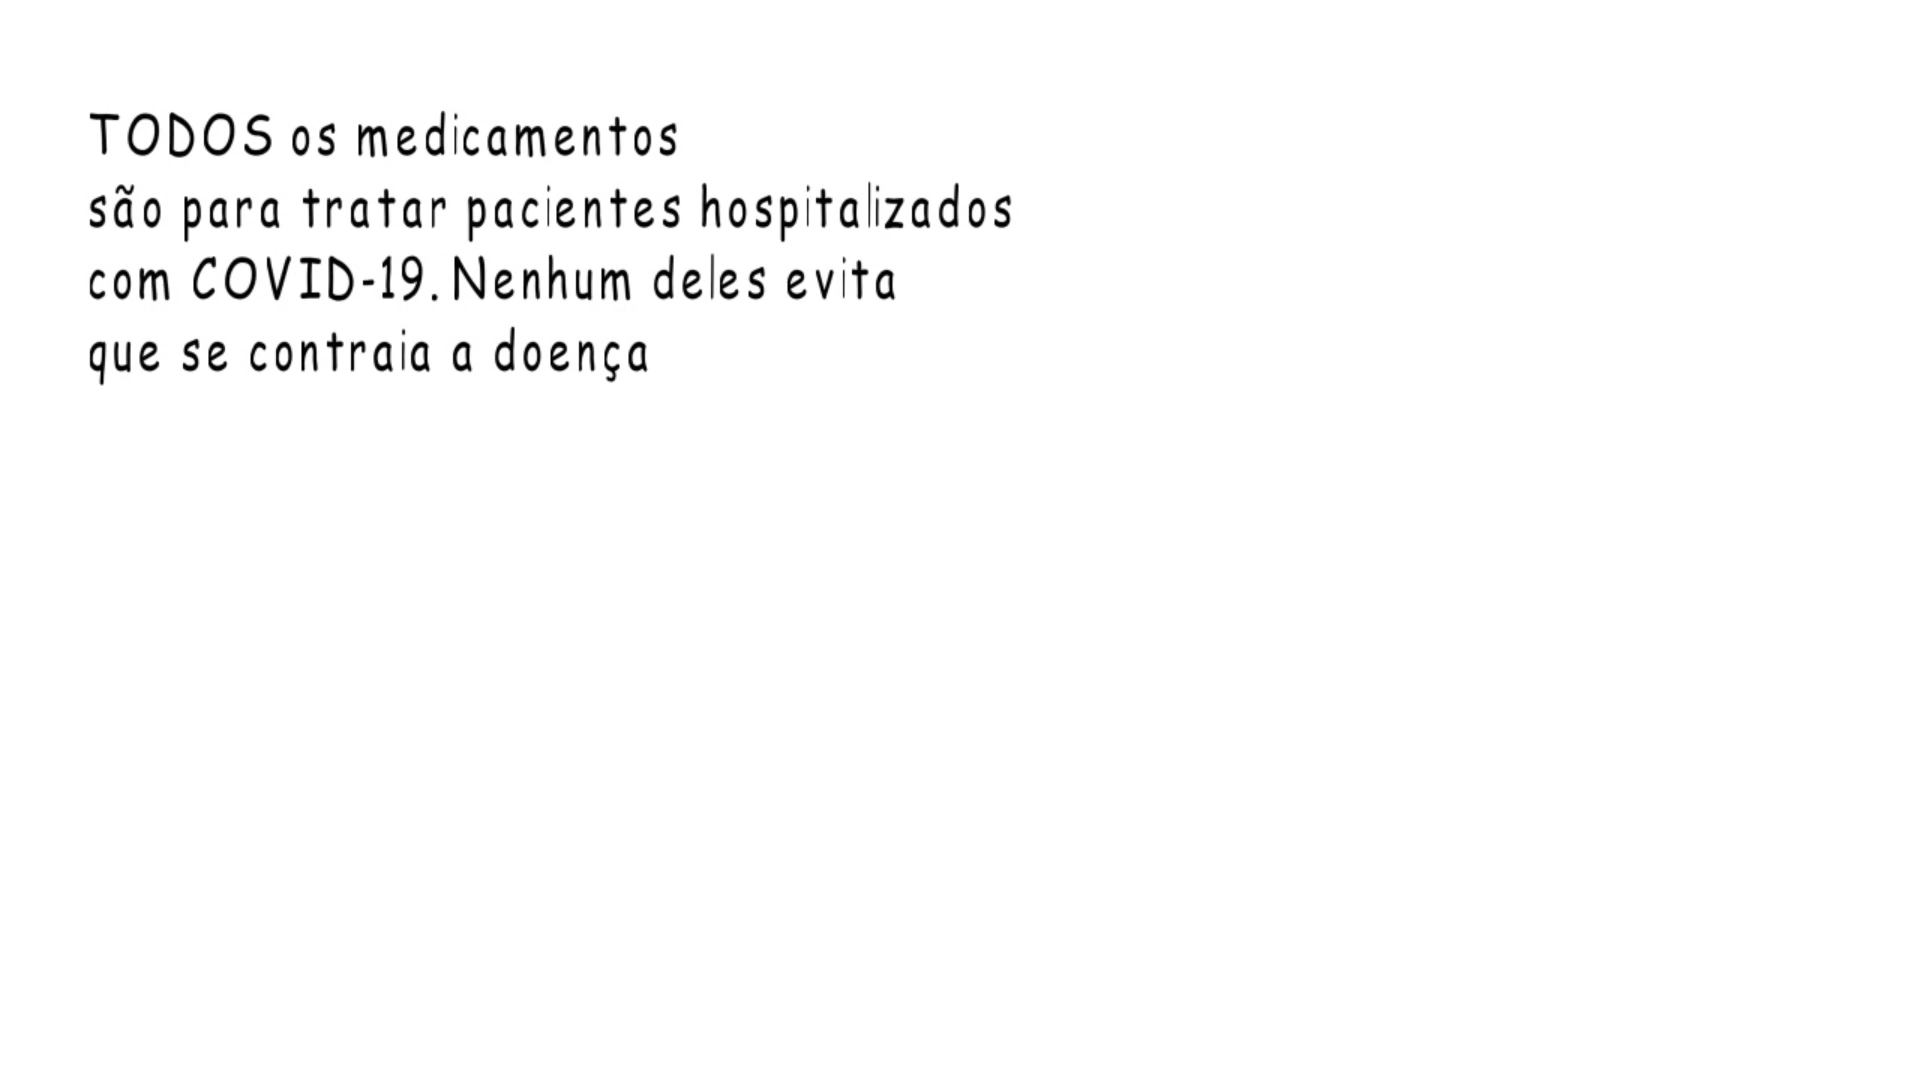 TODOS os medicamentos
são para tratar pacientes hospitalizados
com COVID-19. Nenhum deles evita
que se contraia a doença